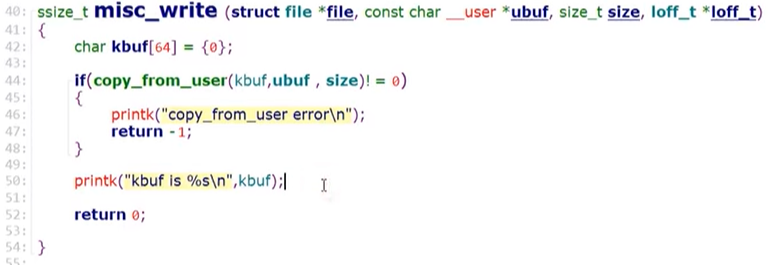 40: ssize_t misc_write (struct file *file, const char __user *ubuf, size_t size, loff_t *loff_t)
41: {
42: char kbuf[64] = {0};
43:
44: if(copy_from_user(kbuf,ubuf , size)! = 0)
45: {
46: printk("copy_from_user error\n");
47: return -1;
48: }
49:
50: printk("kbuf is %s\n",kbuf);
51:
52: return 0;
53:
54: }
55: